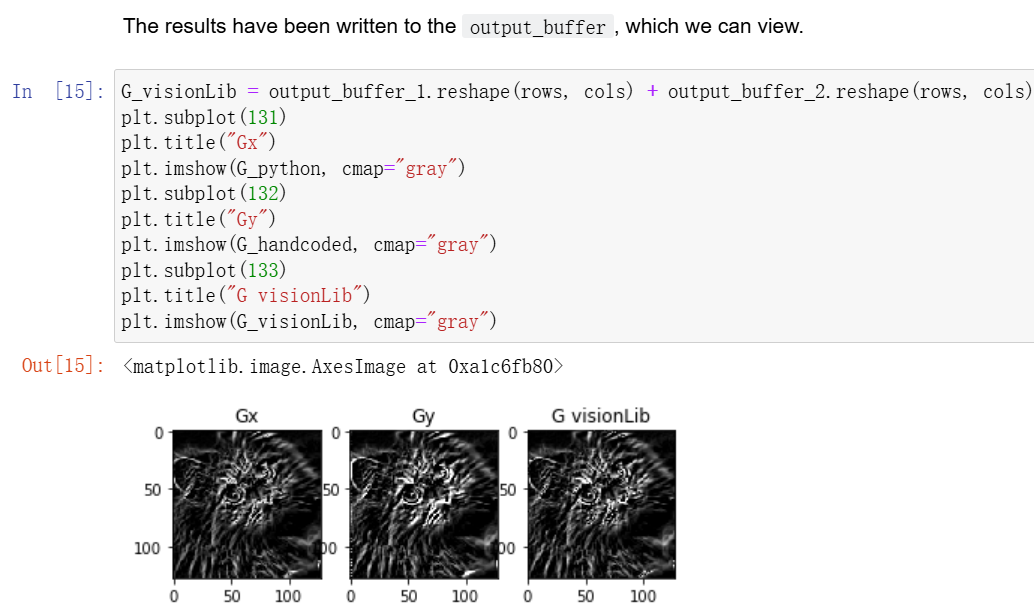 The results have been written to the output_buffer , which we can view.
In [15]: G_visionLib = output_buffer_1.reshape(rows, cols) + output_buffer_2.reshape(rows, cols)
plt.subplot(131)
plt.title("Gx")
plt.imshow(G_python, cmap="gray")
plt.subplot(132)
plt.title("Gy")
plt.imshow(G_handcoded, cmap="gray")
plt.subplot(133)
plt.title("G visionLib")
plt.imshow(G_visionLib, cmap="gray")
Out[15]: <matplotlib.image.AxesImage at 0xa1c6fb80>
Gx Gy G visionLib
0 0 0
50 50 50
100 00 00
0 50 100 0 50 100 0 50 100